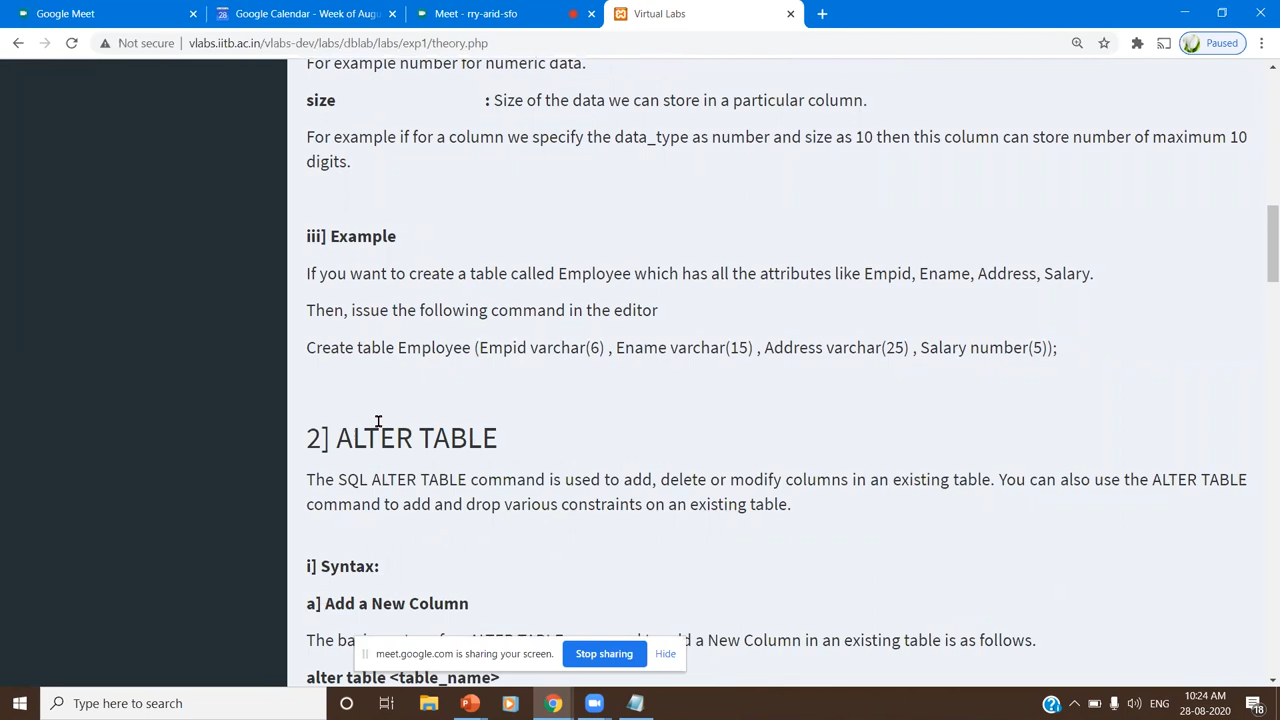 Google Meet
Google Calendar - Week of Augu
Meet - rry-arid-sfo
Virtual Labs
Not secure
vlabs.iitb.ac.in/vlabs-dev/labs/dblab/labs/exp1/theory.php
Paused
For example number for numeric data.
size : Size of the data we can store in a particular column.
For example if for a column we specify the data_type as number and size as 10 then this column can store number of maximum 10
digits.
iii] Example
If you want to create a table called Employee which has all the attributes like Empid, Ename, Address, Salary.
Then, issue the following command in the editor
Create table Employee (Empid varchar(6) , Ename varchar(15) , Address varchar(25) , Salary number(5));
2] ALTER TABLE
The SQL ALTER TABLE command is used to add, delete or modify columns in an existing table. You can also use the ALTER TABLE
command to add and drop various constraints on an existing table.
i] Syntax:
a] Add a New Column
The d a New Column in an existing table is as follows.
meet.google.com is sharing your screen.
Stop sharing
Hide
alter table <table_name>
Type here to search
ENG
10:24 AM
28-08-2020
18